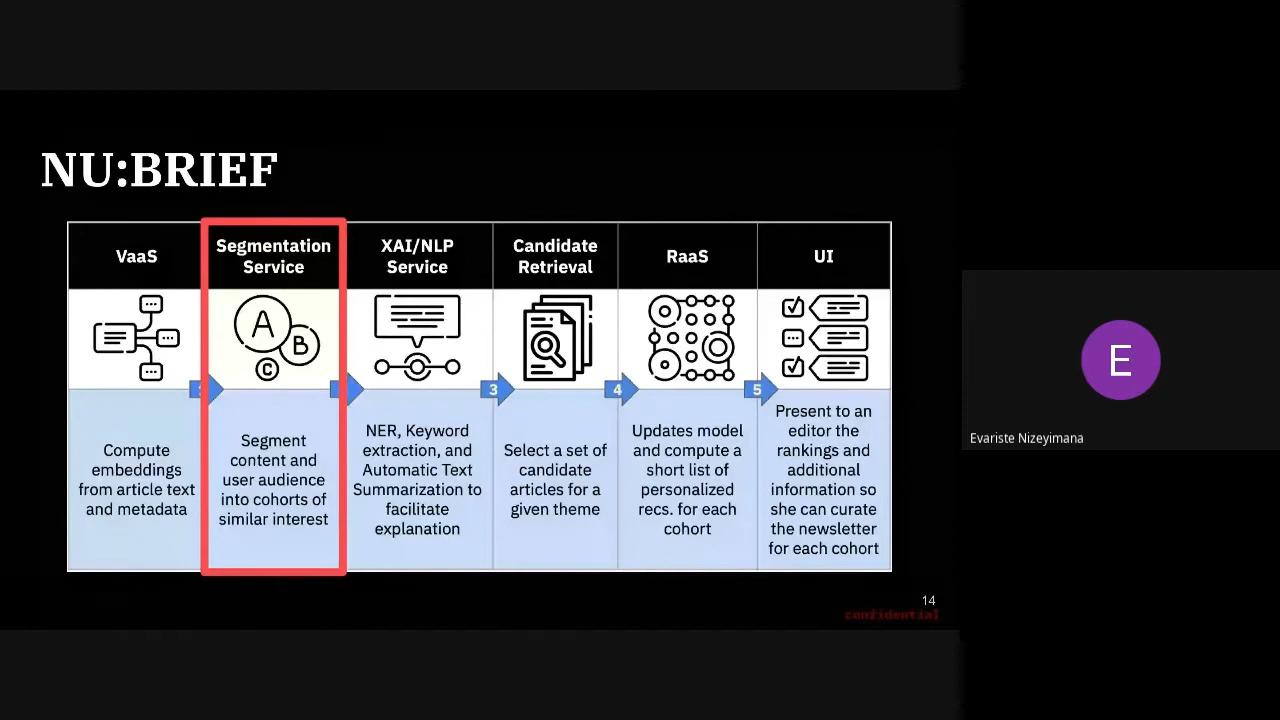 NU:BRIEF
VaaS
Segmentation
Service
XAI/NLP
Service
Candidate
Retrieval
RaaS
UI
A
B
C
3
4
5
Compute
embeddings
from article text
and metadata
Segment
content and
user audience
into cohorts of
similar interest
NER, Keyword
extraction, and
Automatic Text
Summarization to
facilitate
explanation
Select a set of
candidate
articles for a
given theme
Updates model
and compute a
short list of
personalized
recs. for each
cohort
Present to an
editor the
rankings and
additional
information so
she can curate
the newsletter
for each cohort
14
confidential
E
Evariste Nizeyimana